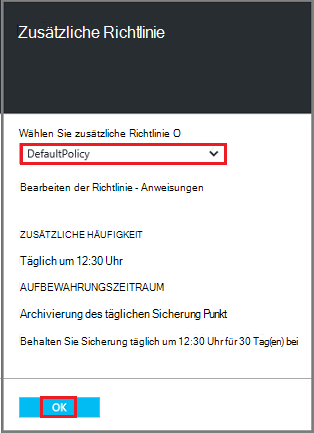 Zusätzliche Richtlinie
Wählen Sie zusätzliche Richtlinie O
DefaultPolicy
Bearbeiten der Richtlinie - Anweisungen
ZUSÄTZLICHE HÄUFIGKEIT
Täglich um 12:30 Uhr
AUFBEWAHRUNGSZEITRAUM
Archivierung des täglichen Sicherung Punkt
Behalten Sie Sicherung täglich um 12:30 Uhr für 30 Tag(en) bei
OK